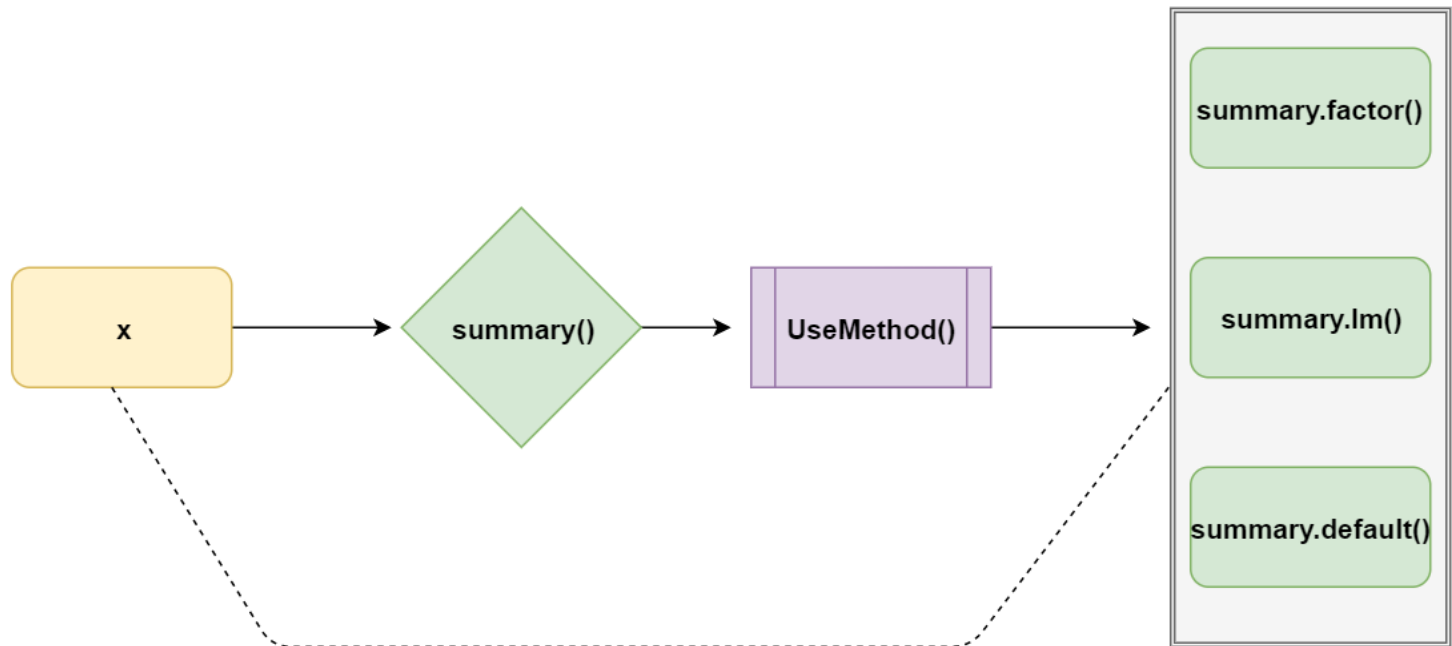 x
summary()
UseMethod()
summary.factor()
summary.lm()
summary.default()